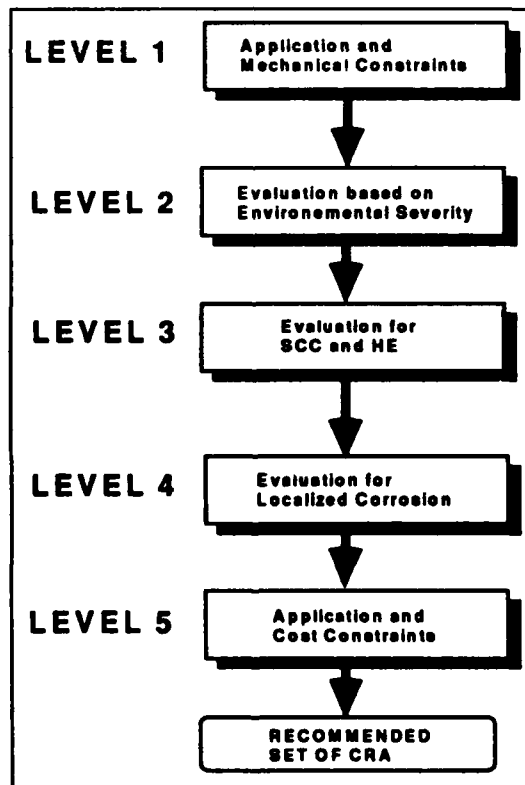 LEVEL 1
Application and
Mechanical Constraints
LEVEL 2
Evaluation based on
Environemental Severity
LEVEL 3
Evaluation for
SCC and HE
LEVEL 4
Evaluation for
Localized Corrosion
LEVEL 5
Application and
Cost Constraints
RECOMMENDED
SET OF CRA